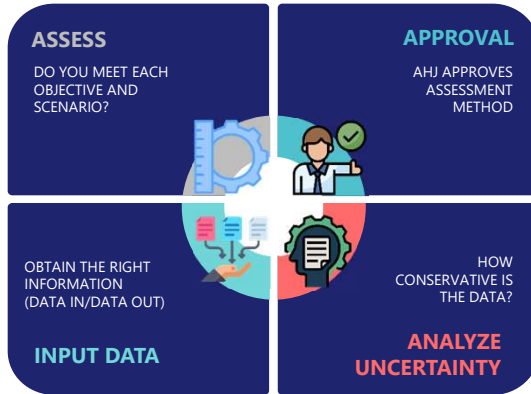 ASSESS
DO YOU MEET EACH
OBJECTIVE AND
SCENARIO?
APPROVAL
AHJ APPROVES
ASSESSMENT
METHOD
OBTAIN THE RIGHT
INFORMATION
(DATA IN/DATA OUT)
INPUT DATA
HOW
CONSERVATIVE IS
THE DATA?
ANALYZE
UNCERTAINTY